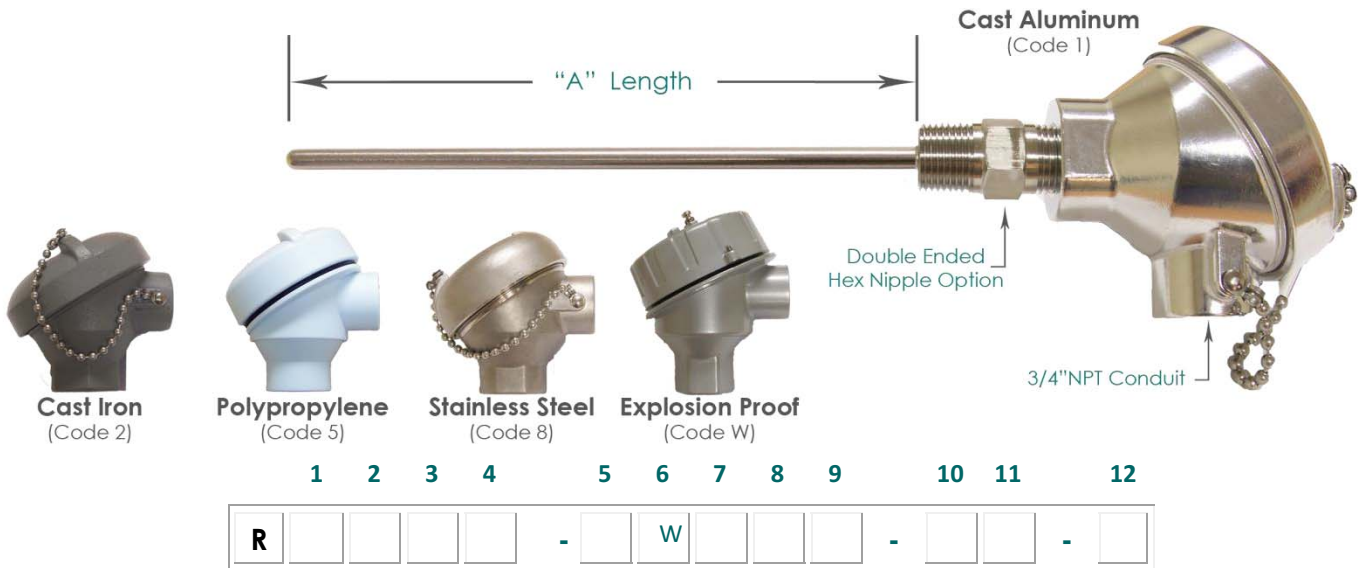 Cast Aluminum
(Code 1)
"A" Length
Double Ended
Hex Nipple Option
3/4"NPT Conduit
Cast Iron
(Code 2)
Polypropylene
(Code 5)
Stainless Steel
(Code 8)
Explosion Proof
(Code W)
1 2 3 4 5 6 7 8 9 10 11 12
R - W - -